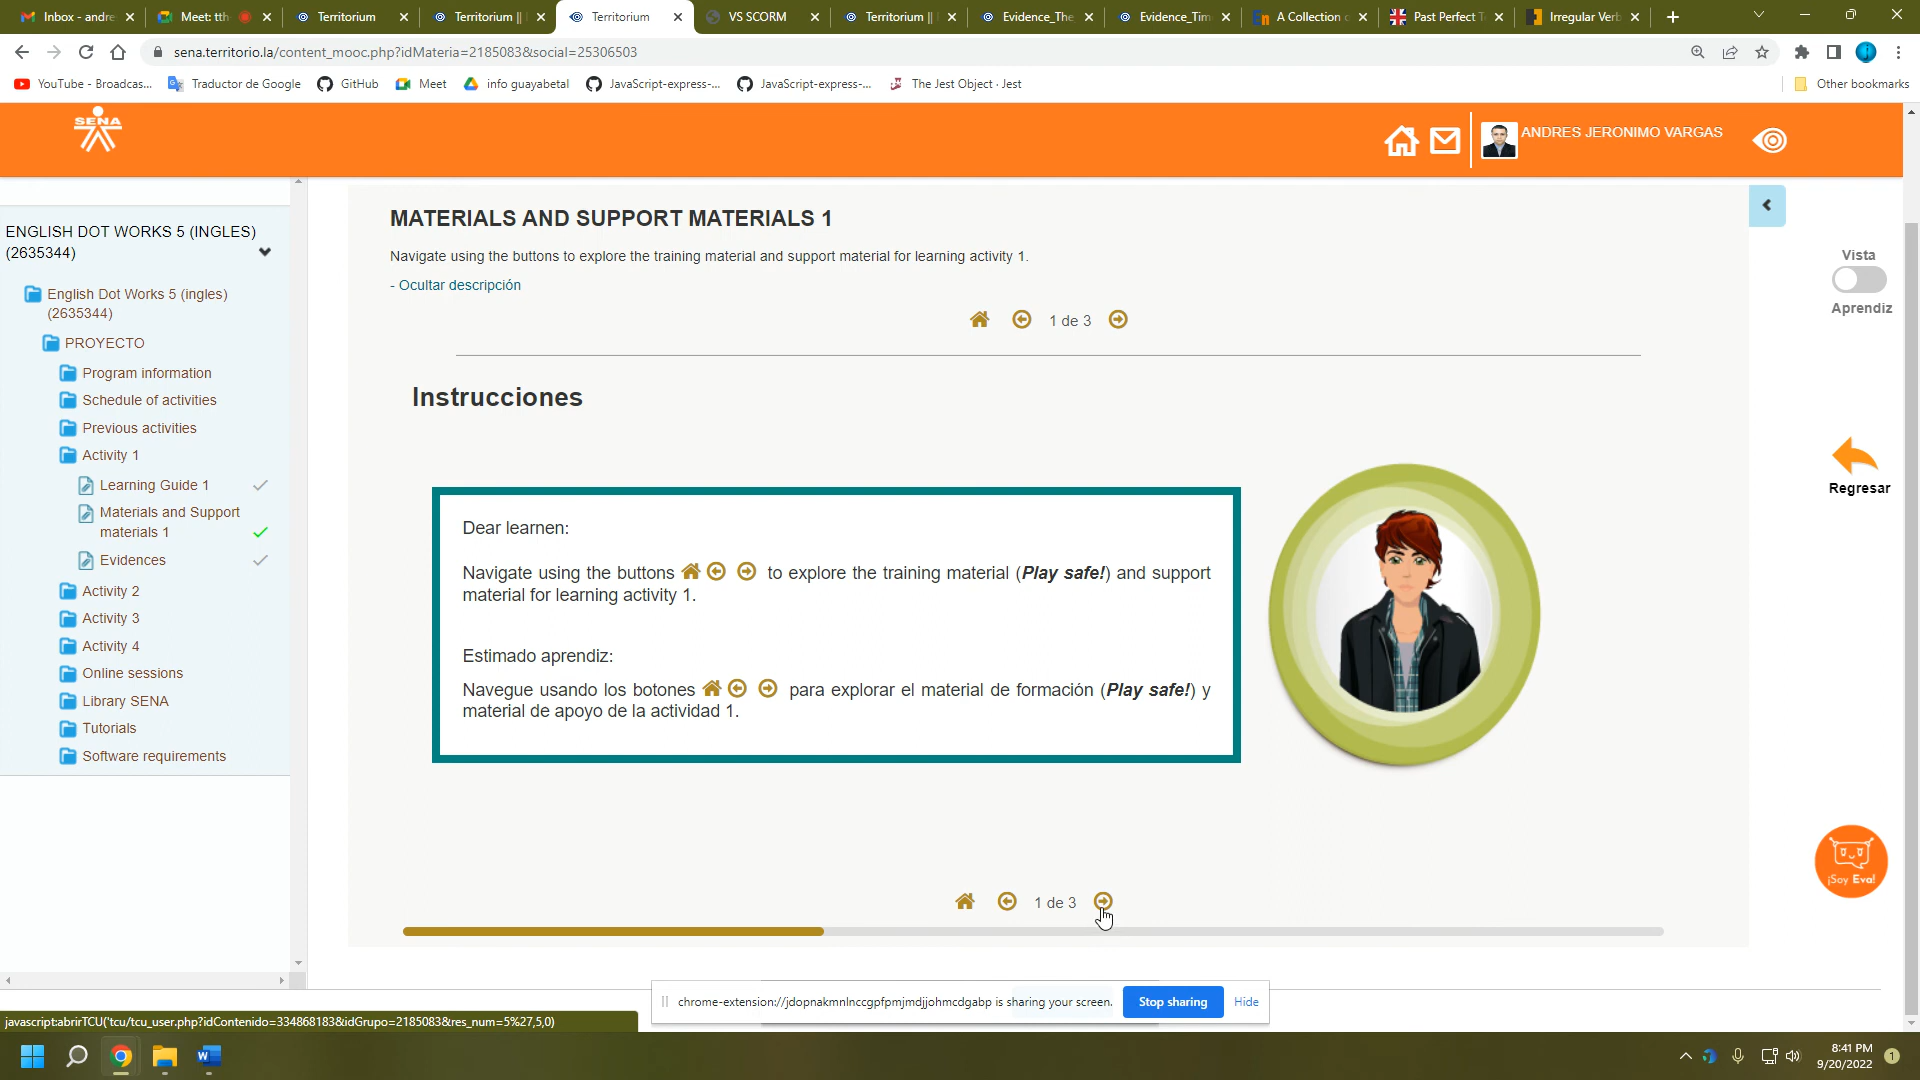 Inbox - andre
Meet: tth
Territorium
Territorium ||
Territorium
VS SCORM
Territorium ||
Evidence_The
Evidence_Tim
A Collection
Past Perfect T
Irregular Verb
sena.territorio.la/content_mooc.php?idMateria=2185083&social=25306503
YouTube - Broadcas...
Traductor de Google
GitHub
Meet
info guayabetal
JavaScript-express-...
JavaScript-express-...
The Jest Object · Jest
Other bookmarks
SENA
ANDRES JERONIMO VARGAS
ENGLISH DOT WORKS 5 (INGLES)
(2635344)
English Dot Works 5 (ingles)
(2635344)
PROYECTO
Program information
Schedule of activities
Previous activities
Activity 1
Learning Guide 1
Materials and Support
materials 1
Evidences
Activity 2
Activity 3
Activity 4
Online sessions
Library SENA
Tutorials
Software requirements
MATERIALS AND SUPPORT MATERIALS 1
Navigate using the buttons to explore the training material and support material for learning activity 1.
- Ocultar descripción
1 de 3
Instrucciones
Dear learnen:
Navigate using the buttons to explore the training material (Play safe!) and support
material for learning activity 1.
Estimado aprendiz:
Navegue usando los botones para explorar el material de formación (Play safe!) y
material de apoyo de la actividad 1.
1 de 3
Vista
Aprendiz
Regresar
¡Soy Eva!
chrome-extension://jdopnakmnlnccgpfpmjmdjjohmcdgabp is sharing your screen.
Stop sharing
Hide
javascript:abrirTCU('tcu/tcu_user.php?idContenido=334868183&idGrupo=2185083&res_num=5%27,5,0)
8:41 PM
9/20/2022
1